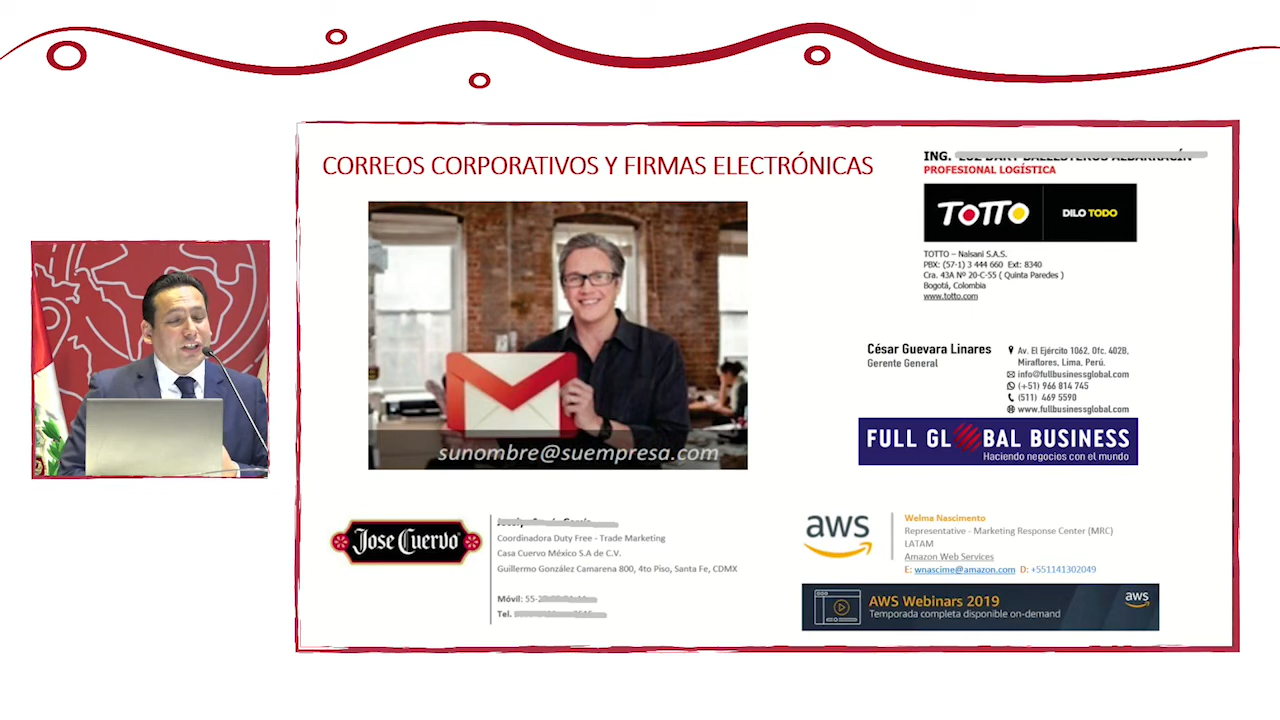 CORREOS CORPORATIVOS Y FIRMAS ELECTRÓNICAS
sunombre@suempresa.com
ING.
PROFESIONAL LOGÍSTICA
TOTTO DILO TODO
TOTTO – Nalsani S.A.S.
PBX: (57-1) 3 444 660 Ext: 8340
Cra. 43A Nº 20-C-55 ( Quinta Paredes )
Bogotá, Colombia
www.totto.com
César Guevara Linares
Gerente General
Av. El Ejército 1062, Ofc. 402B,
Miraflores, Lima, Perú.
info@fullbusinessglobal.com
(+51) 966 814 745
(511) 469 5590
www.fullbusinessglobal.com
FULL GLOBAL BUSINESS
Haciendo negocios con el mundo
Jose Cuervo
Coordinadora Duty Free - Trade Marketing
Casa Cuervo México S.A de C.V.
Guillermo González Camarena 800, 4to Piso, Santa Fe, CDMX
Móvil: 55-
Tel.
aws
Welma Nascimento
Representative - Marketing Response Center (MRC)
LATAM
Amazon Web Services
E: wnascime@amazon.com D: +551141302049
AWS Webinars 2019
Temporada completa disponible on-demand
aws